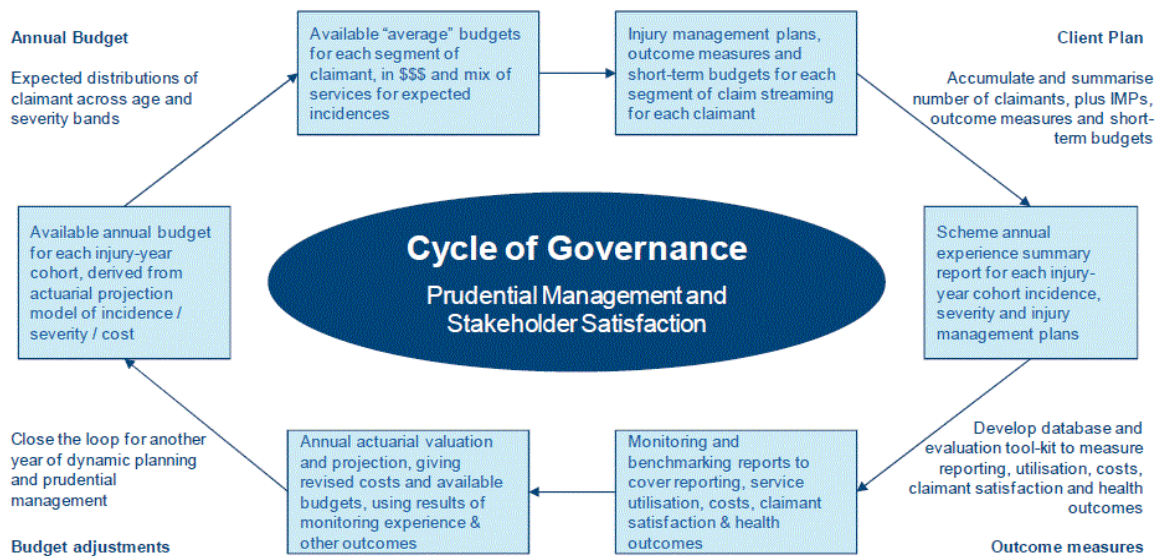 Annual Budget
Expected distributions of
claimant across age and
severity bands
Available “average” budgets
for each segment of
claimant, in $$$ and mix of
services for expected
incidences
Injury management plans,
outcome measures and
short-term budgets for each
segment of claim streaming
for each claimant
Client Plan
Accumulate and summarise
number of claimants, plus IMPs,
outcome measures and short-
term budgets
Available annual budget
for each injury-year
cohort, derived from
actuarial projection
model of incidence /
severity / cost
Cycle of Governance
Prudential Management and
Stakeholder Satisfaction
Scheme annual
experience summary
report for each injury-
year cohort incidence,
severity and injury
management plans
Close the loop for another
year of dynamic planning
and prudential
management
Budget adjustments
Annual actuarial valuation
and projection, giving
revised costs and available
budgets, using results of
monitoring experience &
other outcomes
Monitoring and
benchmarking reports to
cover reporting, service
utilisation, costs, claimant
satisfaction & health
outcomes
Develop database and
evaluation tool-kit to measure
reporting, utilisation, costs,
claimant satisfaction and health
outcomes
Outcome measures